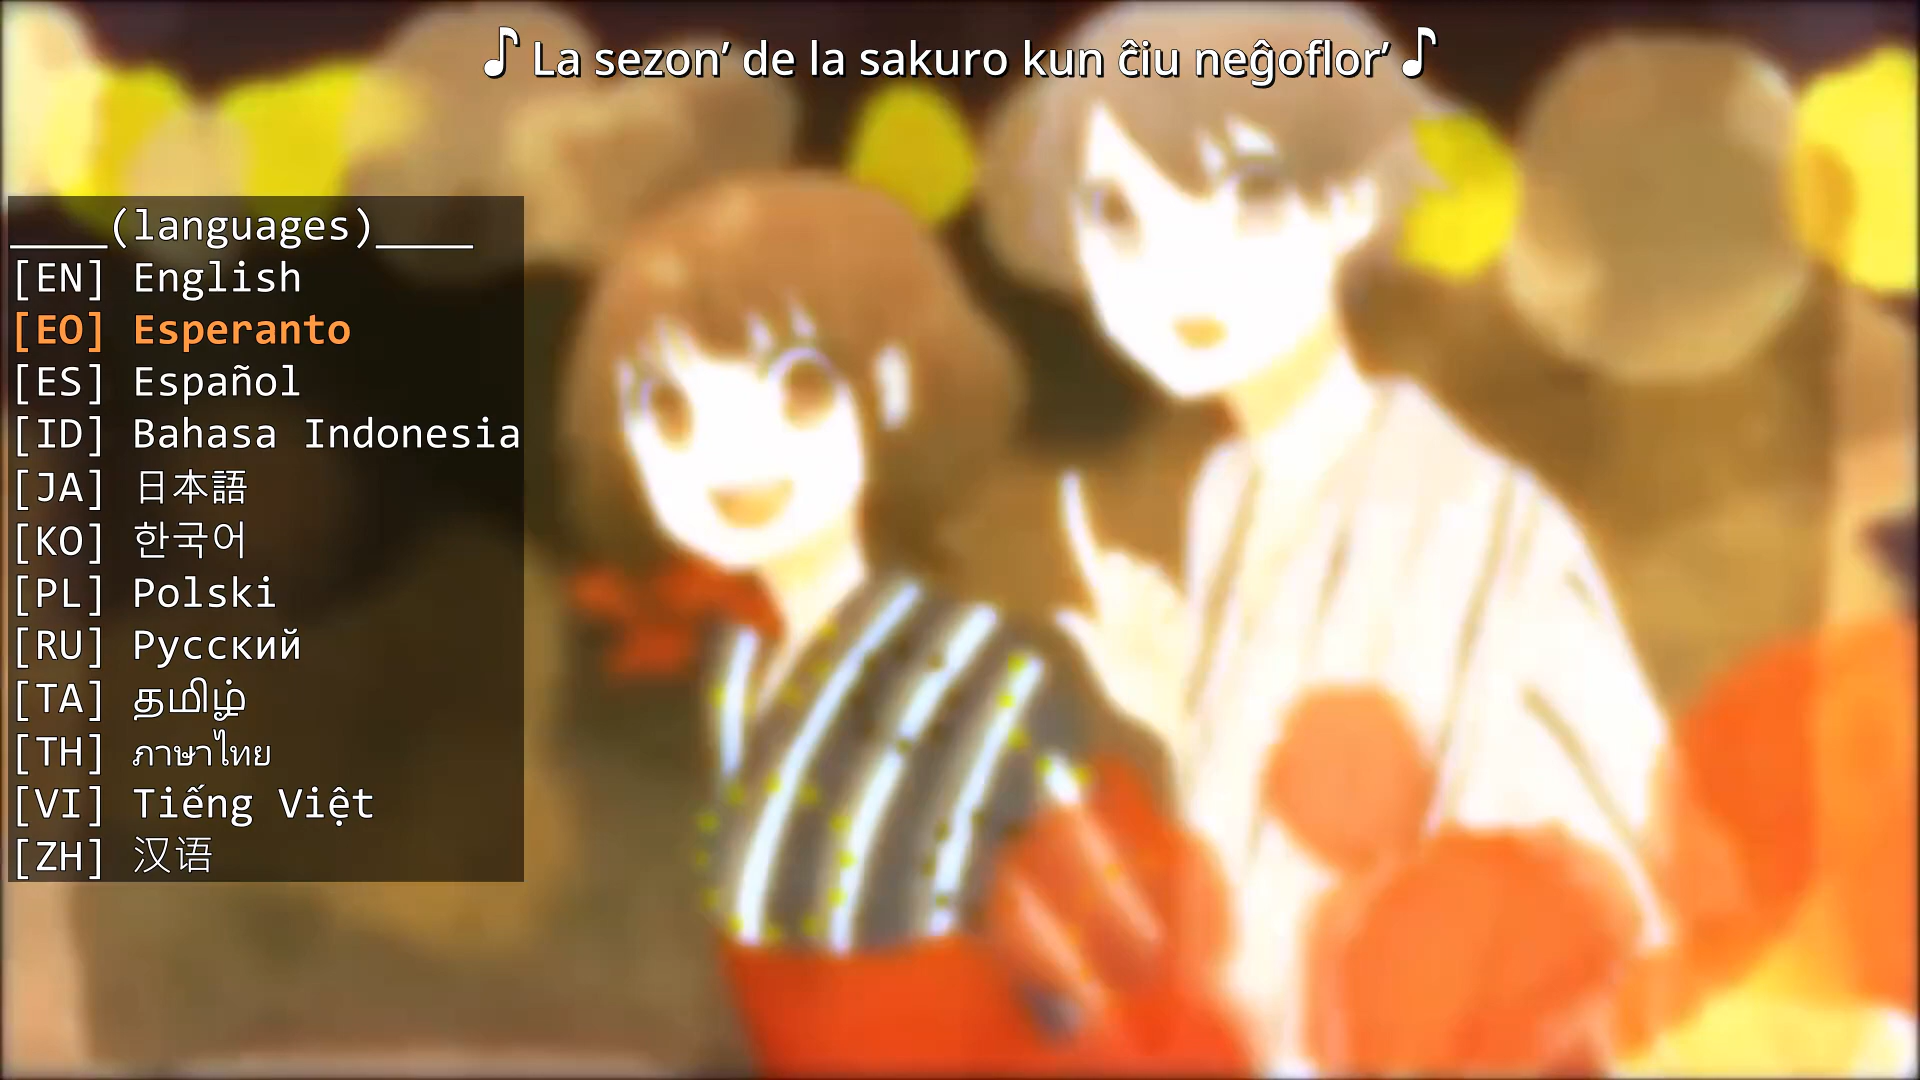 ♪ La sezon’ de la sakuro kun ĉiu neĝoflor’ ♪
____(languages)____
[EN] English
[EO] Esperanto
[ES] Español
[ID] Bahasa Indonesia
[JA] 日本語
[KO] 한국어
[PL] Polski
[RU] Русский
[TA] தமிழ்
[TH] ภาษาไทย
[VI] Tiếng Việt
[ZH] 汉语